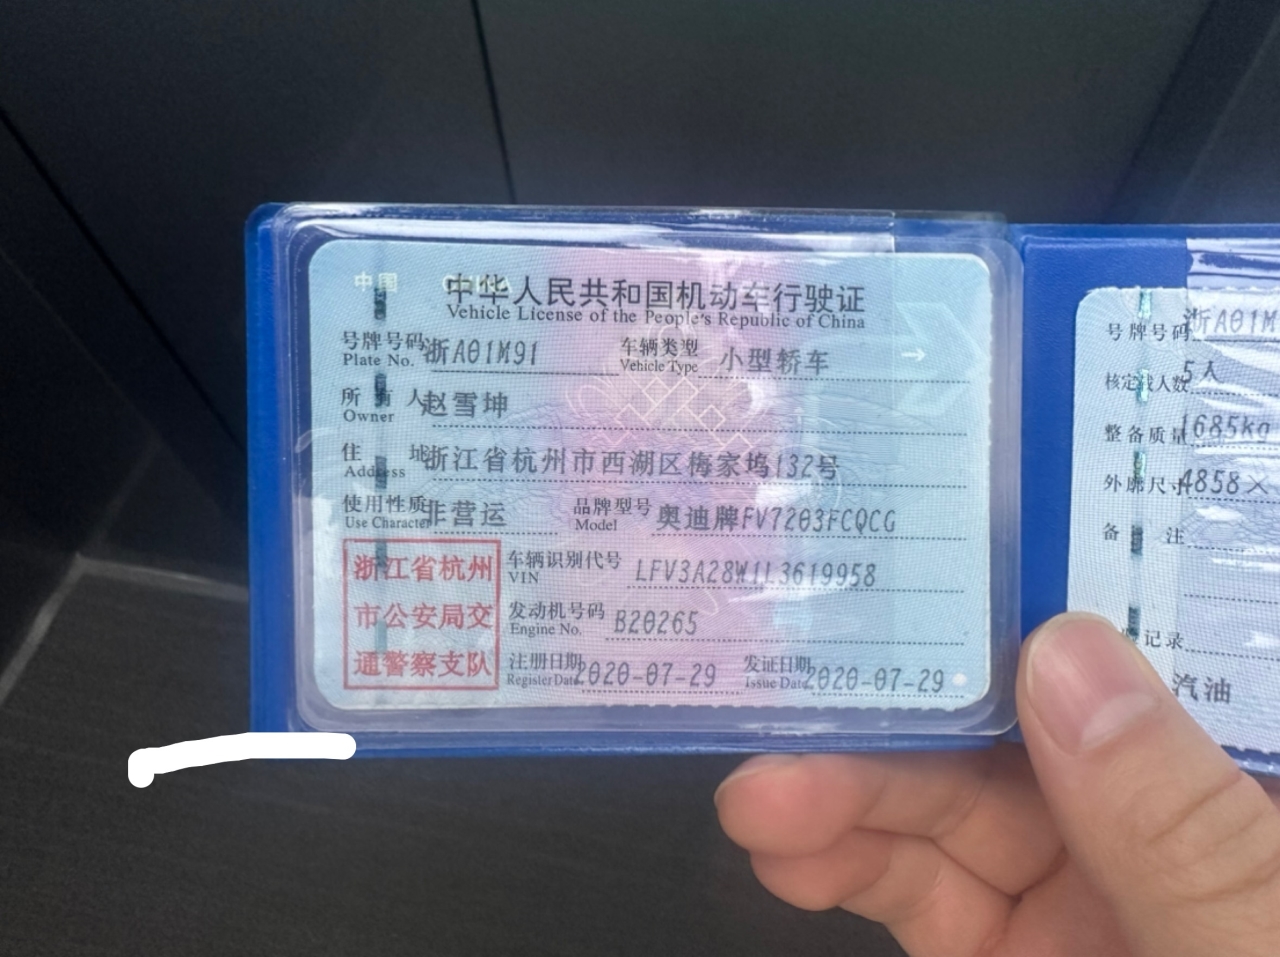 中国 CHINA
中华人民共和国机动车行驶证
Vehicle License of the People's Republic of China
号牌号码 浙A01M91 车辆类型 小型轿车
Plate No. Vehicle Type
所有人 赵雪坤
Owner
住址 浙江省杭州市西湖区梅家坞132号
Address
使用性质 非营运 品牌型号 奥迪牌FV7203FCQCG
Use Character Model
浙江省杭州
市公安局交
通警察支队
车辆识别代号 LFV3A28W1L3619958
VIN
发动机号码 B20265
Engine No.
注册日期 2020-07-29 发证日期 2020-07-29
Register Date Issue Date
号牌号码 浙A01M
核定载人数 5人
整备质量 1685kg
外廓尺寸 4858×
备注
记录
汽油